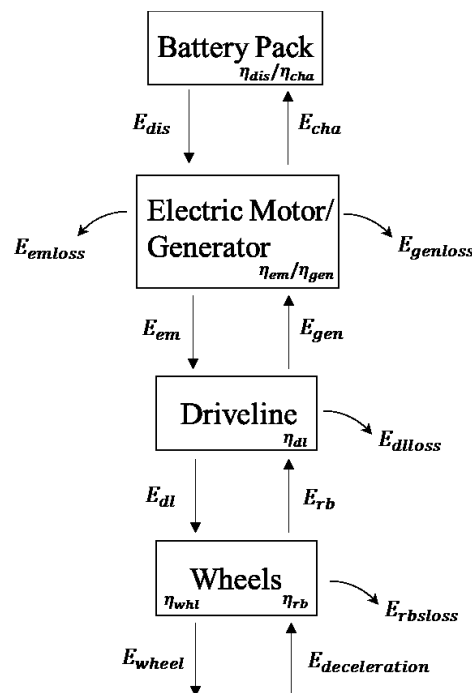 Battery Pack
η_dis/η_cha
E_dis
E_cha
Electric Motor/
Generator
η_em/η_gen
E_emloss
E_genloss
E_em
E_gen
Driveline
η_dl
E_dlloss
E_dl
E_rb
Wheels
η_whl
η_rb
E_rbsloss
E_wheel
E_deceleration